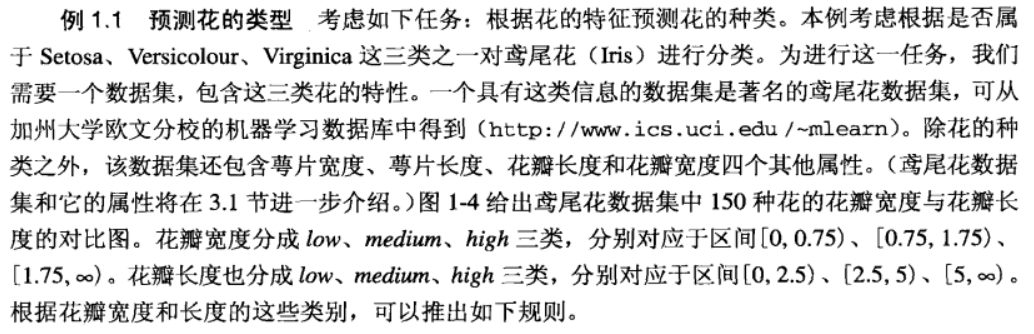 例 1.1 预测花的类型 考虑如下任务：根据花的特征预测花的种类。本例考虑根据是否属
于 Setosa、Versicolour、Virginica 这三类之一对鸢尾花（Iris）进行分类。为进行这一任务，我们
需要一个数据集，包含这三类花的特性。一个具有这类信息的数据集是著名的鸢尾花数据集，可从
加州大学欧文分校的机器学习数据库中得到（http://www.ics.uci.edu /~mlearn）。除花的种
类之外，该数据集还包含萼片宽度、萼片长度、花瓣长度和花瓣宽度四个其他属性。（鸢尾花数据
集和它的属性将在 3.1 节进一步介绍。）图 1-4 给出鸢尾花数据集中 150 种花的花瓣宽度与花瓣长
度的对比图。花瓣宽度分成 low、medium、high 三类，分别对应于区间[0, 0.75)、[0.75, 1.75)、
[1.75, ∞)。花瓣长度也分成 low、medium、high 三类，分别对应于区间[0, 2.5)、[2.5, 5)、[5, ∞)。
根据花瓣宽度和长度的这些类别，可以推出如下规则。